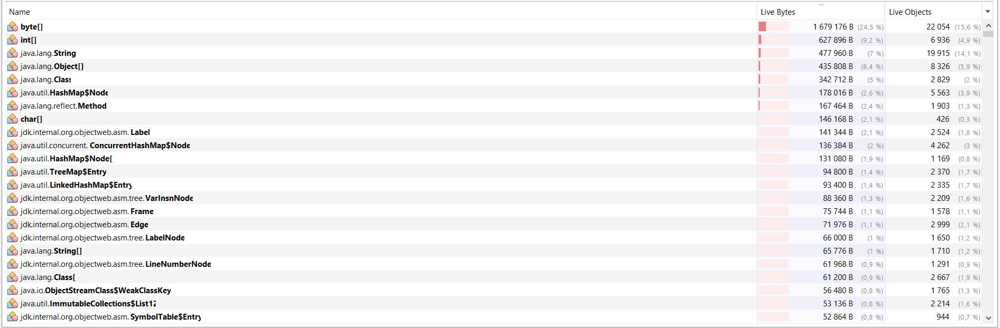 Name Live Bytes Live Objects
byte[] 1 679 176 B (24,5 %) 22 054 (15,6 %)
int[] 627 896 B (9,2 %) 6 936 (4,9 %)
java.lang.String 477 960 B (7 %) 19 915 (14,1 %)
java.lang.Object[] 435 808 B (6,4 %) 8 326 (5,9 %)
java.lang.Class 342 712 B (5 %) 2 829 (2 %)
java.util.HashMap$Node 178 016 B (2,6 %) 5 563 (3,9 %)
java.lang.reflect.Method 167 464 B (2,4 %) 1 903 (1,3 %)
char[] 146 168 B (2,1 %) 426 (0,3 %)
jdk.internal.org.objectweb.asm. Label 141 344 B (2,1 %) 2 524 (1,8 %)
java.util.concurrent. ConcurrentHashMap$Node 136 384 B (2 %) 4 262 (3 %)
java.util.HashMap$Node[ 131 080 B (1,9 %) 1 169 (0,8 %)
java.util.TreeMap$Entry 94 800 B (1,4 %) 2 370 (1,7 %)
java.util.LinkedHashMap$Entry 93 400 B (1,4 %) 2 335 (1,7 %)
jdk.internal.org.objectweb.asm.tree. VarInsnNode 88 360 B (1,3 %) 2 209 (1,6 %)
jdk.internal.org.objectweb.asm. Frame 75 744 B (1,1 %) 1 578 (1,1 %)
jdk.internal.org.objectweb.asm. Edge 71 976 B (1,1 %) 2 999 (2,1 %)
jdk.internal.org.objectweb.asm.tree. LabelNode 66 000 B (1 %) 1 650 (1,2 %)
java.lang.String[] 65 776 B (1 %) 1 710 (1,2 %)
jdk.internal.org.objectweb.asm.tree. LineNumberNode 61 968 B (0,9 %) 1 291 (0,9 %)
java.lang.Class[ 61 200 B (0,9 %) 2 667 (1,9 %)
java.io.ObjectStreamClass$WeakClassKey 56 480 B (0,8 %) 1 765 (1,3 %)
java.util.ImmutableCollections$List12 53 136 B (0,8 %) 2 214 (1,6 %)
jdk.internal.org.objectweb.asm. SymbolTable$Entry 52 864 B (0,8 %) 944 (0,7 %)